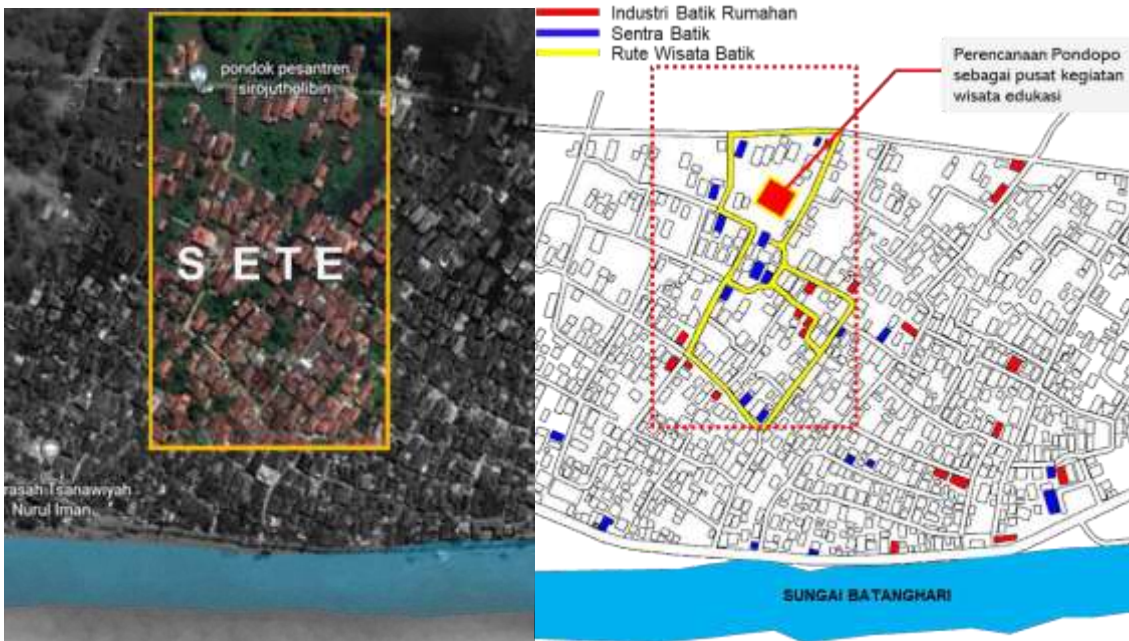 pondok pesantren
sirojutholibin
S E T E
rasah Tsanawiyah
Nurul Iman
Industri Batik Rumahan
Sentra Batik
Rute Wisata Batik
Perencanaan Pondopo
sebagai pusat kegiatan
wisata edukasi
SUNGAI BATANGHARI